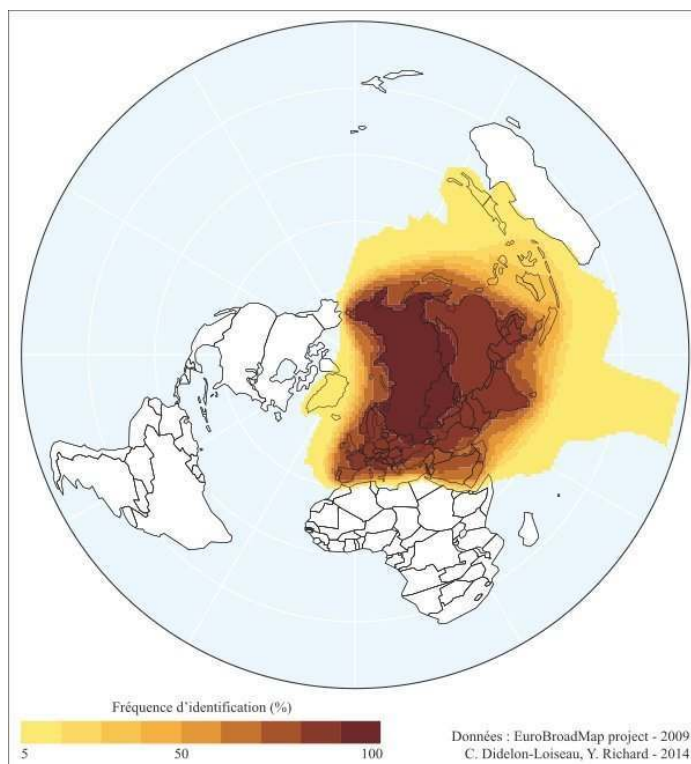 Fréquence d'identification (%)
5 50 100
Données : EuroBroadMap project - 2009
C. Didelon-Loiseau, Y. Richard - 2014